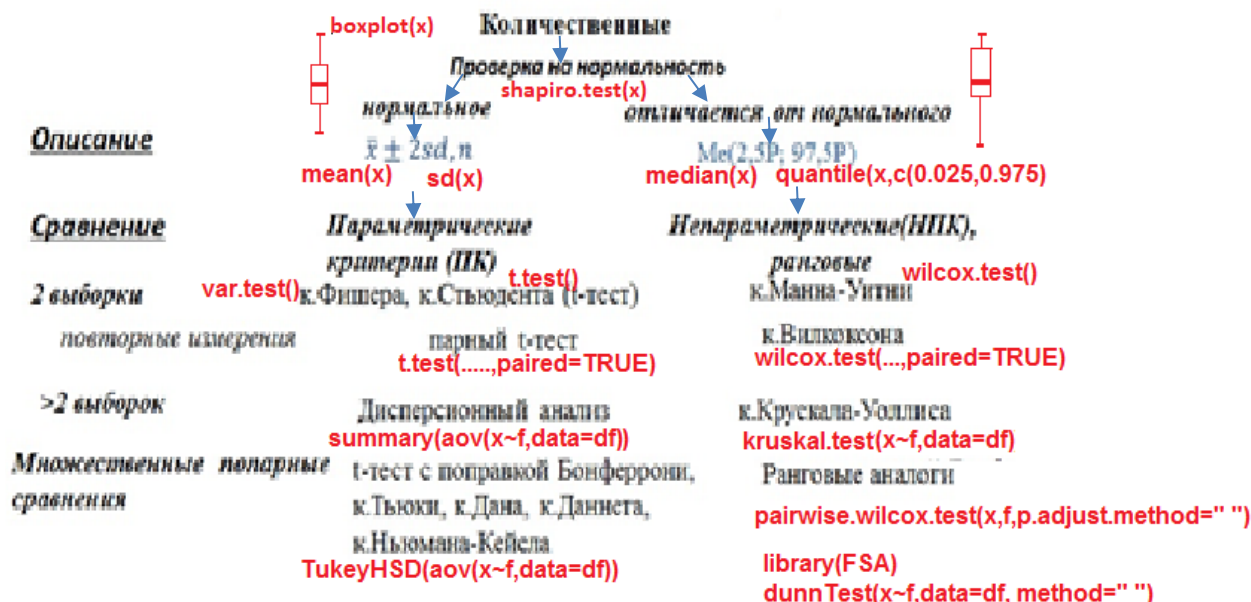 boxplot(x)
Количественные
Проверка на нормальность
shapiro.test(x)
нормальное
отличается от нормального
Описание
x̄ ± 2sd, n
Me(2,5P; 97,5P)
mean(x)
sd(x)
median(x)
quantile(x,c(0.025,0.975)
Сравнение
Параметрические
критерии (ПК)
Непараметрические(НПК),
ранговые
2 выборки
var.test()
к.Фишера, к.Стьюдента (t-тест)
t.test()
к.Манна-Уитни
wilcox.test()
повторные измерения
парный t-тест
к.Вилкоксона
t.test(.....,paired=TRUE)
wilcox.test(...,paired=TRUE)
>2 выборок
Дисперсионный анализ
к.Крускала-Уоллиса
summary(aov(x~f,data=df))
kruskal.test(x~f,data=df)
Множественные попарные
сравнения
t-тест с поправкой Бонферрони,
к.Тьюки, к.Дана, к.Даннета,
к.Ньюмана-Кейсла
Ранговые аналоги
TukeyHSD(aov(x~f,data=df))
pairwise.wilcox.test(x,f,p.adjust.method=" ")
library(FSA)
dunnTest(x~f,data=df, method=" ")